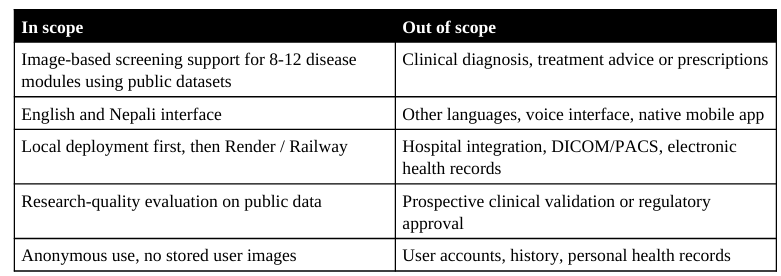 In scope
Out of scope
Image-based screening support for 8-12 disease
modules using public datasets
Clinical diagnosis, treatment advice or prescriptions
English and Nepali interface
Other languages, voice interface, native mobile app
Local deployment first, then Render / Railway
Hospital integration, DICOM/PACS, electronic
health records
Research-quality evaluation on public data
Prospective clinical validation or regulatory
approval
Anonymous use, no stored user images
User accounts, history, personal health records